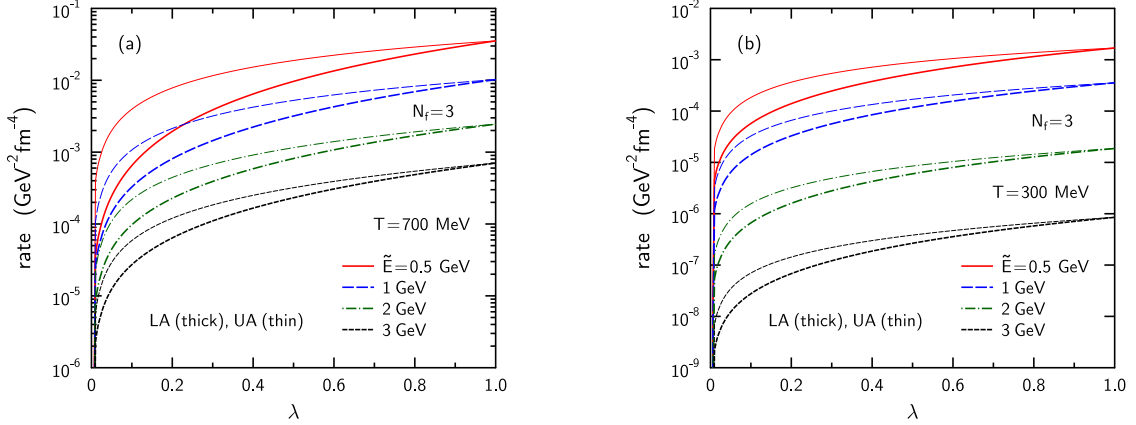 (a)
rate (GeV⁻²fm⁻⁴)
10⁻¹
10⁻²
10⁻³
10⁻⁴
10⁻⁵
10⁻⁶
N_f=3
T=700 MeV
Ẽ=0.5 GeV
1 GeV
2 GeV
3 GeV
LA (thick), UA (thin)
0 0.2 0.4 0.6 0.8 1.0
λ
(b)
rate (GeV⁻²fm⁻⁴)
10⁻²
10⁻³
10⁻⁴
10⁻⁵
10⁻⁶
10⁻⁷
10⁻⁸
10⁻⁹
N_f=3
T=300 MeV
Ẽ=0.5 GeV
1 GeV
2 GeV
3 GeV
LA (thick), UA (thin)
0 0.2 0.4 0.6 0.8 1.0
λ